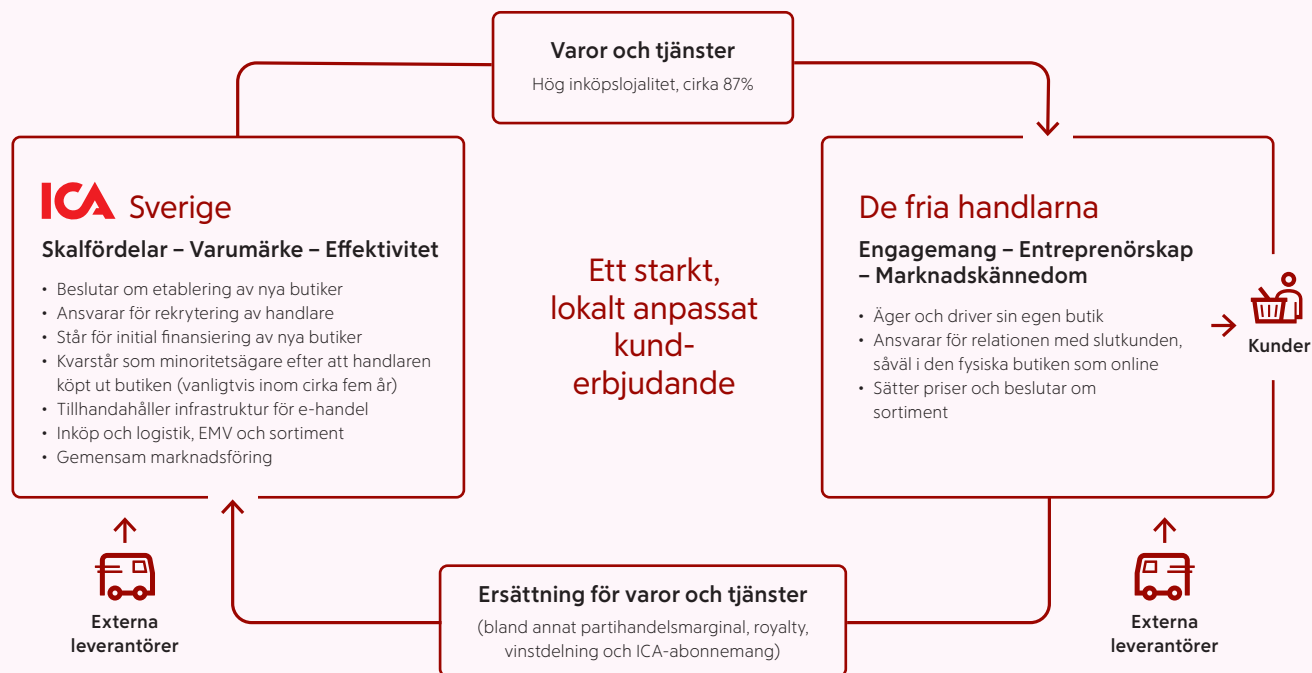 Varor och tjänster
Hög inköpslojalitet, cirka 87%
ICA Sverige
Skalfördelar – Varumärke – Effektivitet
• Beslutar om etablering av nya butiker
• Ansvarar för rekrytering av handlare
• Står för initial finansiering av nya butiker
• Kvarstår som minoritetsägare efter att handlaren
köpt ut butiken (vanligtvis inom cirka fem år)
• Tillhandahåller infrastruktur för e-handel
• Inköp och logistik, EMV och sortiment
• Gemensam marknadsföring
Ett starkt,
lokalt anpassat
kund-
erbjudande
De fria handlarna
Engagemang – Entreprenörskap
– Marknadskännedom
• Äger och driver sin egen butik
• Ansvarar för relationen med slutkunden,
såväl i den fysiska butiken som online
• Sätter priser och beslutar om
sortiment
Kunder
Externa
leverantörer
Ersättning för varor och tjänster
(bland annat partihandelsmarginal, royalty,
vinstdelning och ICA-abonnemang)
Externa
leverantörer